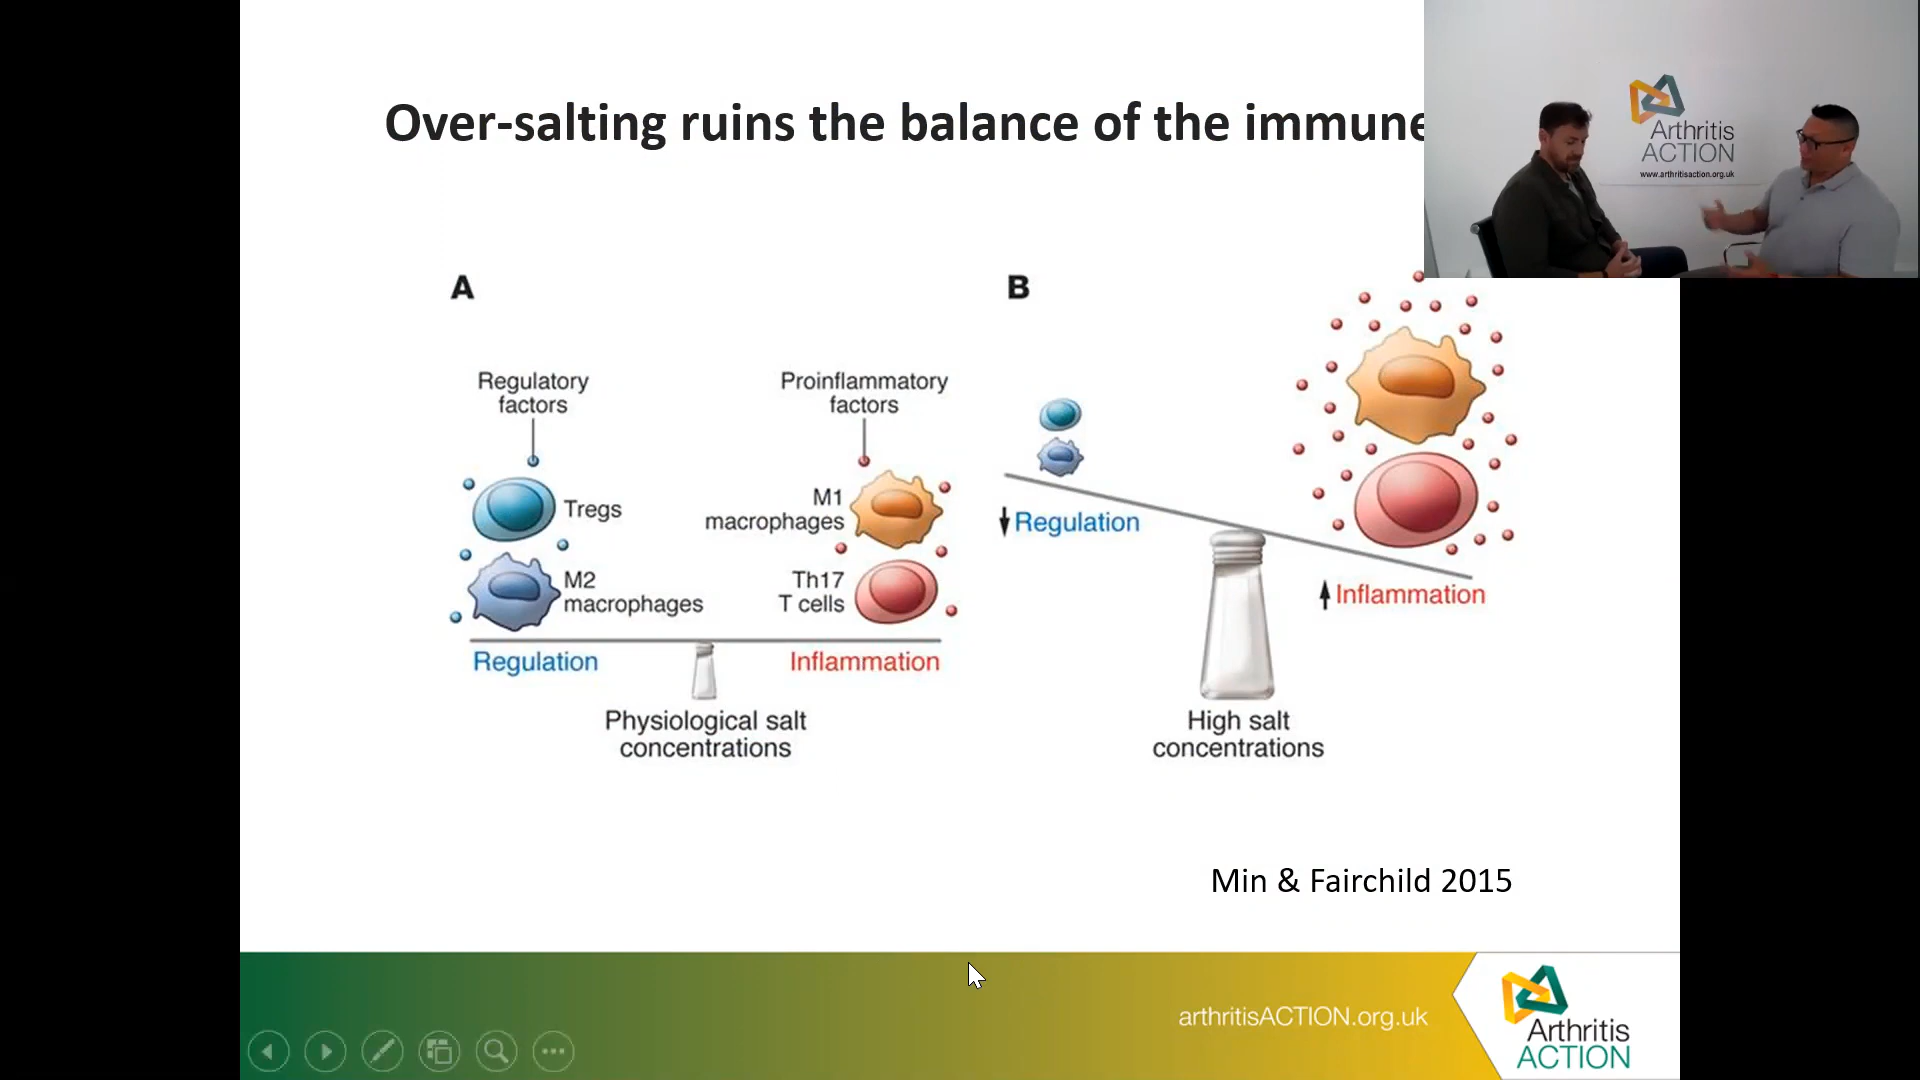 Over-salting ruins the balance of the immune
Arthritis
ACTION
www.arthritisaction.org.uk
A
Regulatory
factors
Proinflammatory
factors
Tregs
M1
macrophages
M2
macrophages
Th17
T cells
Regulation
Inflammation
Physiological salt
concentrations
B
Regulation
Inflammation
High salt
concentrations
Min & Fairchild 2015
arthritisACTION.org.uk
Arthritis
ACTION